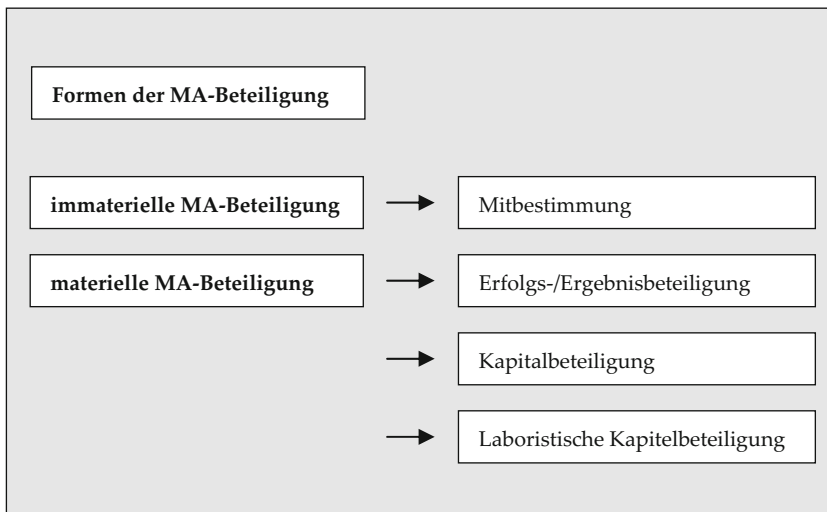 Formen der MA-Beteiligung
immaterielle MA-Beteiligung → Mitbestimmung
materielle MA-Beteiligung → Erfolgs-/Ergebnisbeteiligung
→ Kapitalbeteiligung
→ Laboristische Kapitelbeteiligung